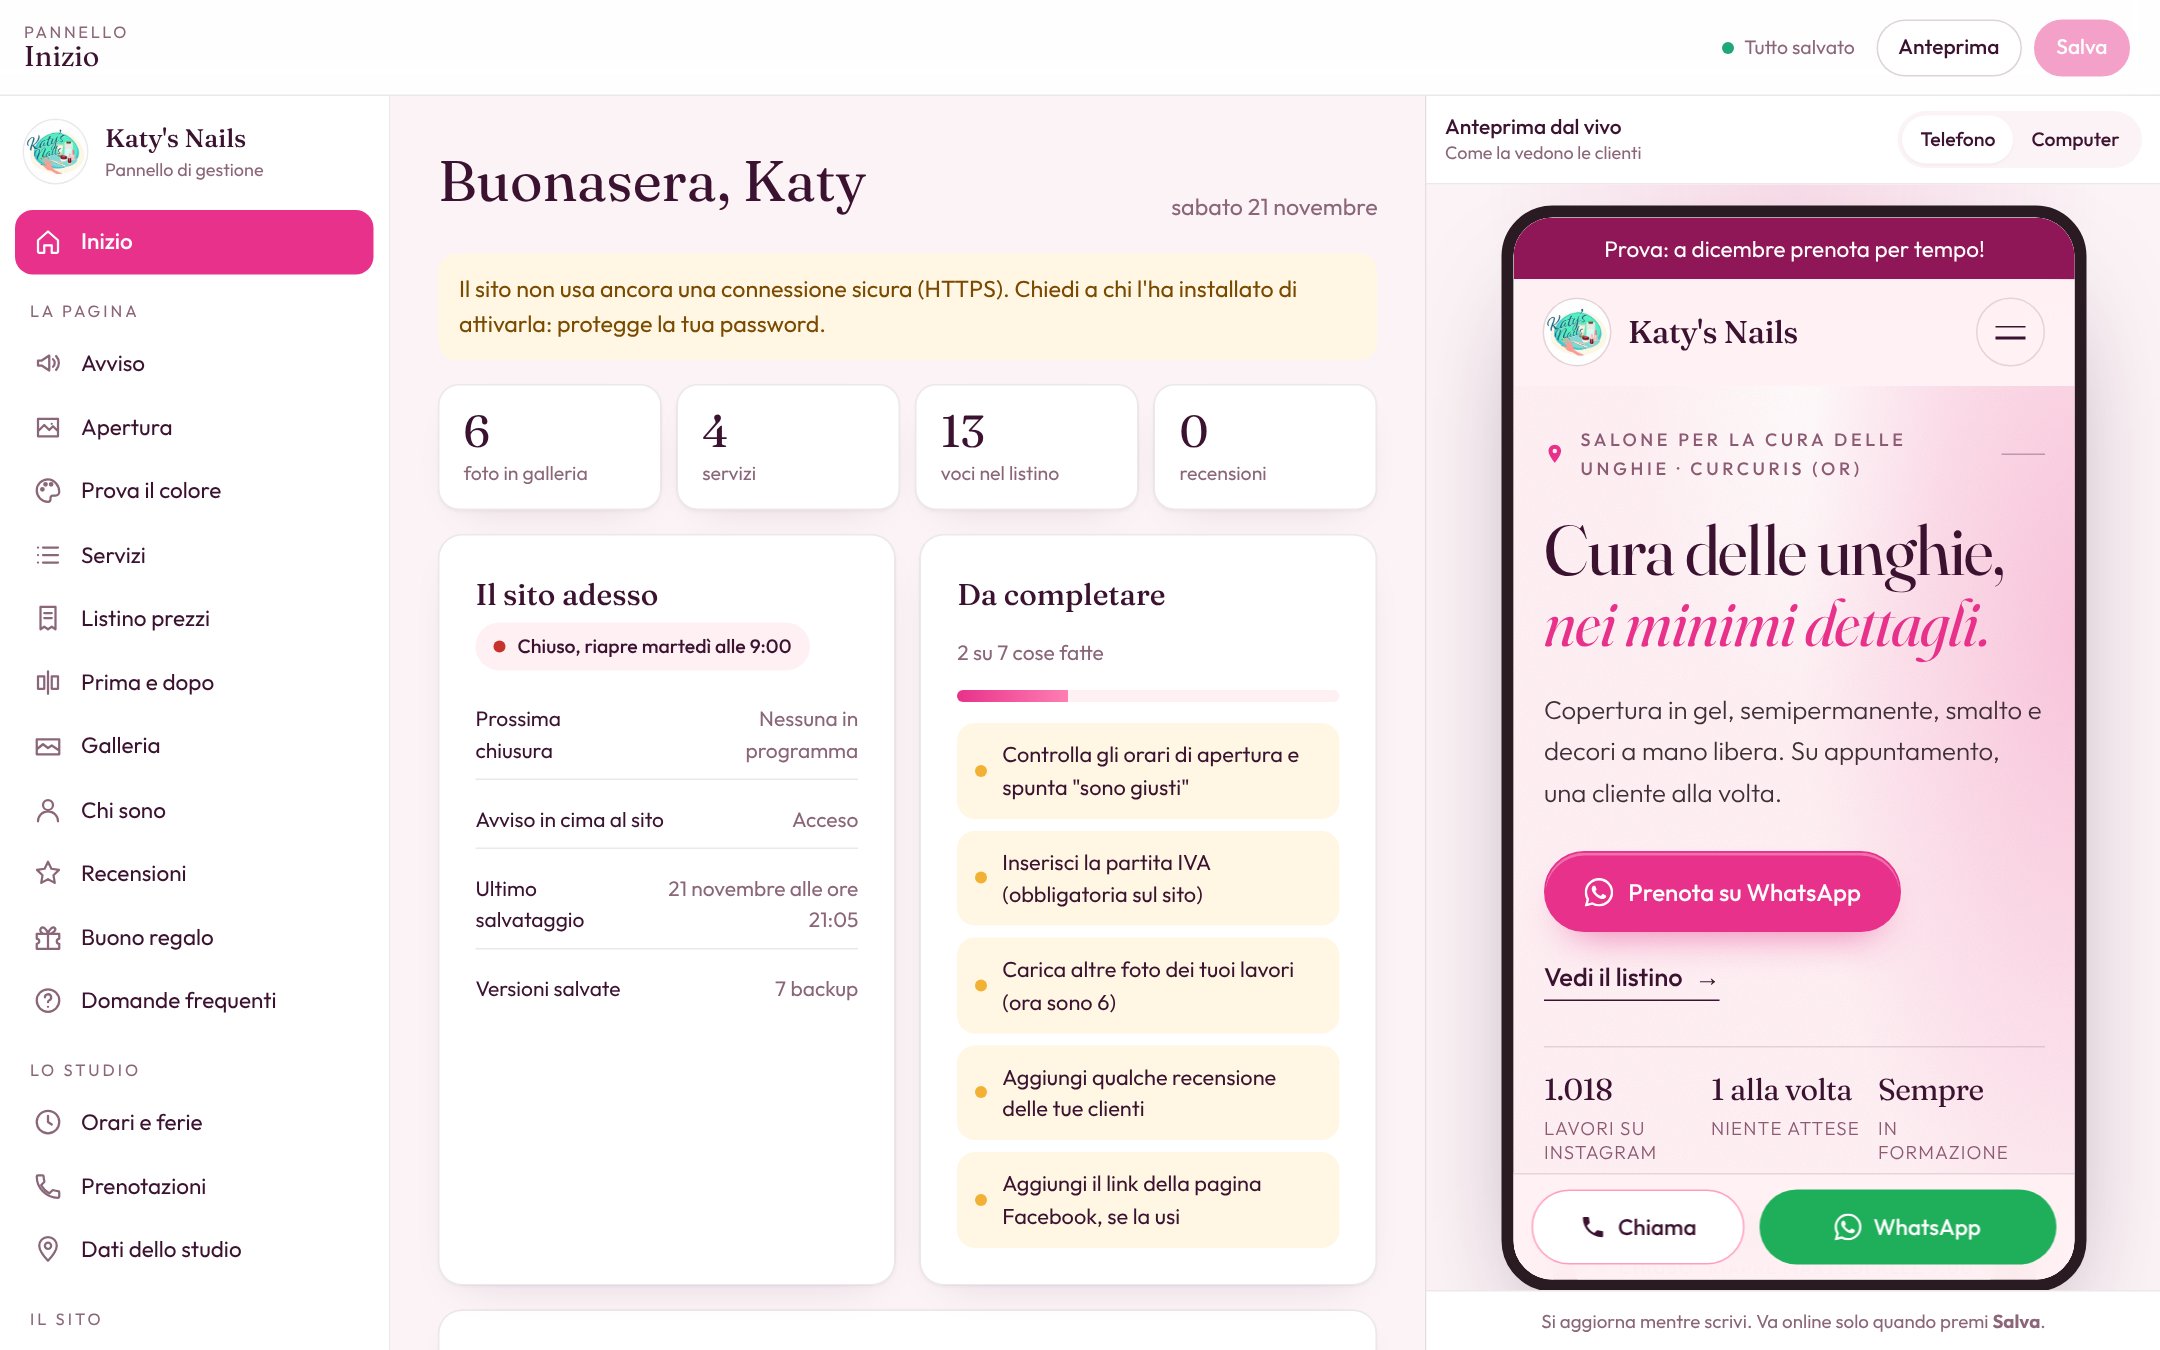 PANNELLO
Inizio
Tutto salvato
Anteprima
Salva
Katy's Nails
Pannello di gestione
Inizio
LA PAGINA
Avviso
Apertura
Prova il colore
Servizi
Listino prezzi
Prima e dopo
Galleria
Chi sono
Recensioni
Buono regalo
Domande frequenti
LO STUDIO
Orari e ferie
Prenotazioni
Dati dello studio
IL SITO
Buonasera, Katy
sabato 21 novembre
Il sito non usa ancora una connessione sicura (HTTPS). Chiedi a chi l'ha installato di
attivarla: protegge la tua password.
6
foto in galleria
4
servizi
13
voci nel listino
0
recensioni
Il sito adesso
Chiuso, riapre martedì alle 9:00
Prossima
chiusura
Nessuna in
programma
Avviso in cima al sito
Acceso
Ultimo
salvataggio
21 novembre alle ore
21:05
Versioni salvate
7 backup
Da completare
2 su 7 cose fatte
Controlla gli orari di apertura e
spunta "sono giusti"
Inserisci la partita IVA
(obbligatoria sul sito)
Carica altre foto dei tuoi lavori
(ora sono 6)
Aggiungi qualche recensione
delle tue clienti
Aggiungi il link della pagina
Facebook, se la usi
Anteprima dal vivo
Come la vedono le clienti
Telefono
Computer
Prova: a dicembre prenota per tempo!
Katy's Nails
Katy's Nails
SALONE PER LA CURA DELLE
UNGHIE · CURCURIS (OR)
Cura delle unghie,
nei minimi dettagli.
Copertura in gel, semipermanente, smalto e
decori a mano libera. Su appuntamento,
una cliente alla volta.
Prenota su WhatsApp
Vedi il listino →
1.018
LAVORI SU
INSTAGRAM
1 alla volta
NIENTE ATTESE
Sempre
IN
FORMAZIONE
Chiama
WhatsApp
Si aggiorna mentre scrivi. Va online solo quando premi Salva.